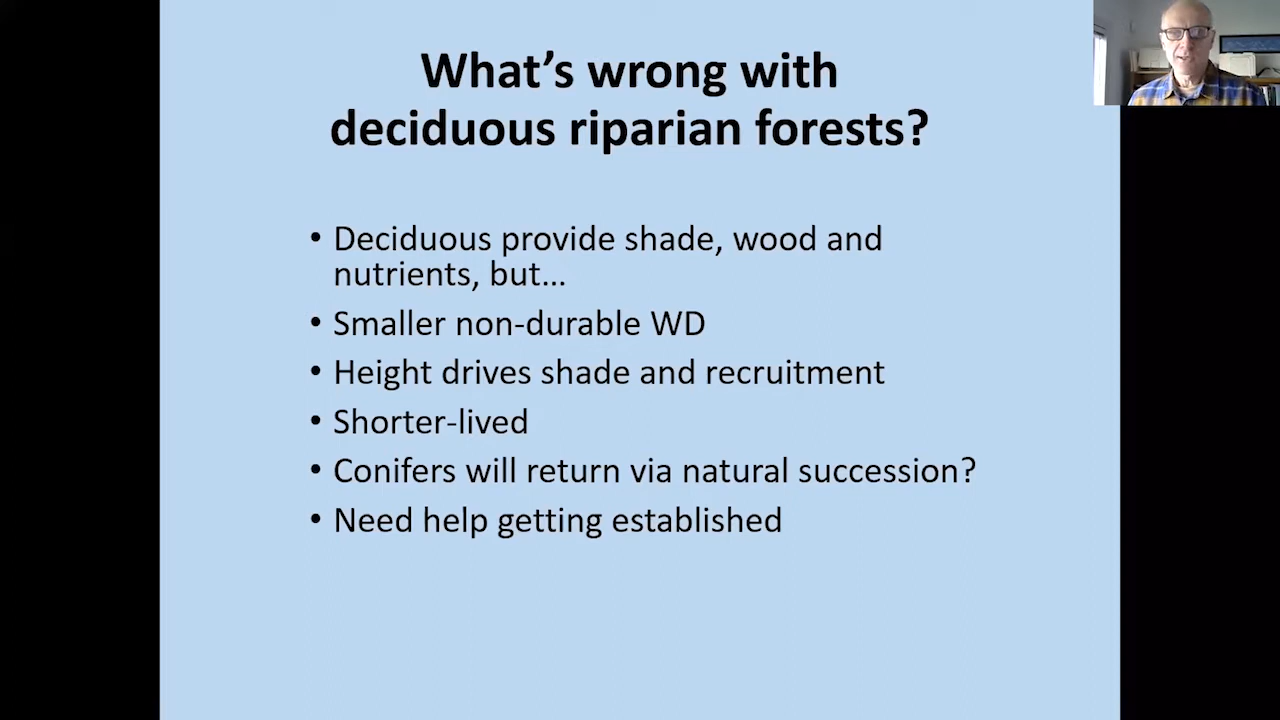 What’s wrong with
deciduous riparian forests?
• Deciduous provide shade, wood and
nutrients, but…
• Smaller non-durable WD
• Height drives shade and recruitment
• Shorter-lived
• Conifers will return via natural succession?
• Need help getting established